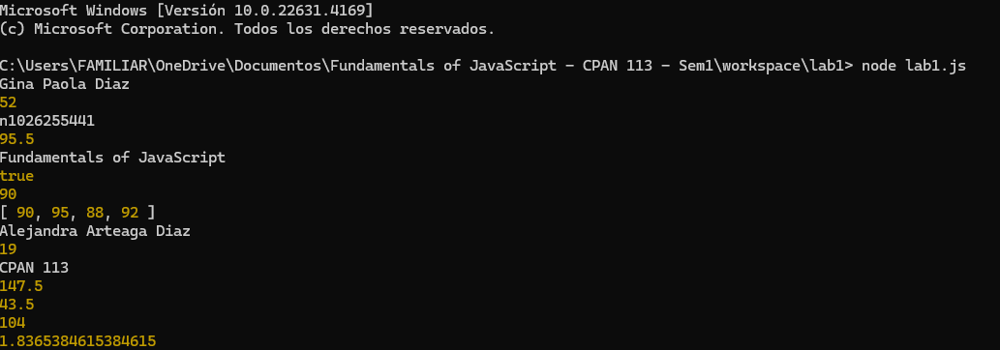 Microsoft Windows [Versión 10.0.22631.4169]
(c) Microsoft Corporation. Todos los derechos reservados.
C:\Users\FAMILIAR\OneDrive\Documentos\Fundamentals of JavaScript - CPAN 113 - Sem1\workspace\lab1> node lab1.js
Gina Paola Diaz
52
n1026255441
95.5
Fundamentals of JavaScript
true
90
[ 90, 95, 88, 92 ]
Alejandra Arteaga Diaz
19
CPAN 113
147.5
43.5
104
1.8365384615384615